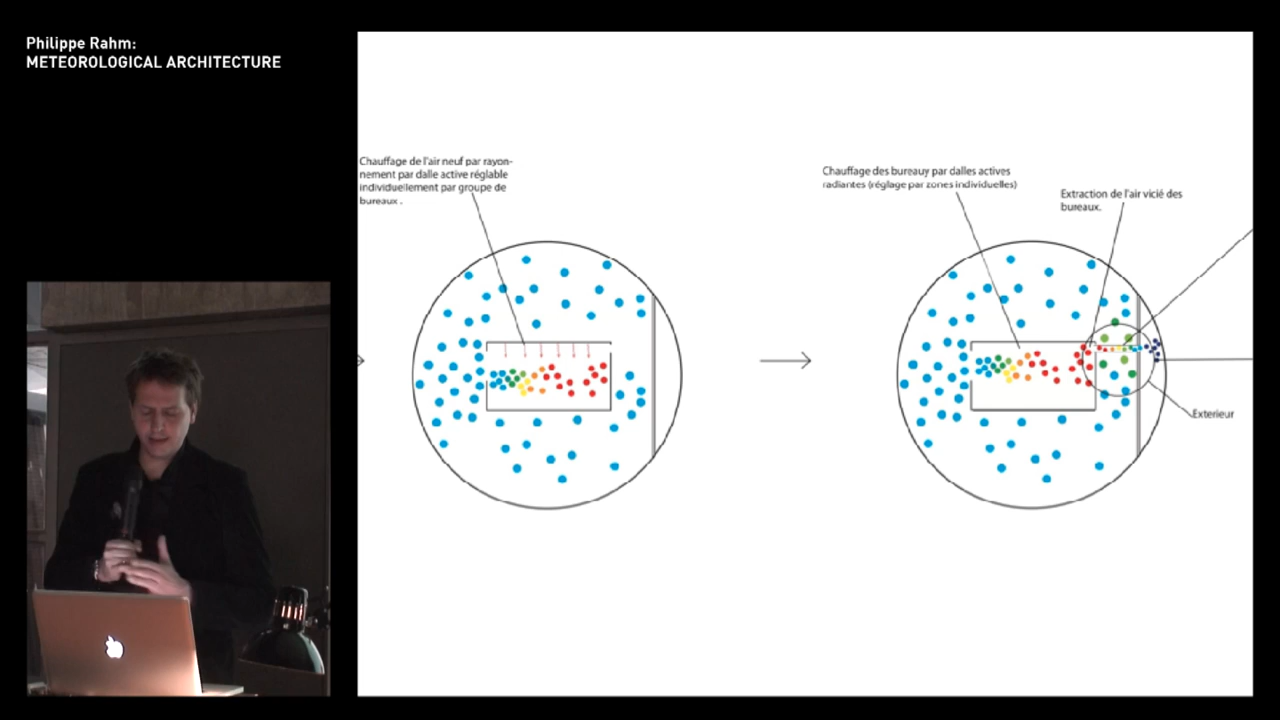 Philippe Rahm:
METEOROLOGICAL ARCHITECTURE
Chauffage de l'air neuf par rayon-
nement par dalle active réglable
individuellement par groupe de
bureaux .
Chauffage des bureauy par dalles actives
radiantes (réglage par zones individuelles)
Extraction de l'air vicié des
bureaux.
Exterieur